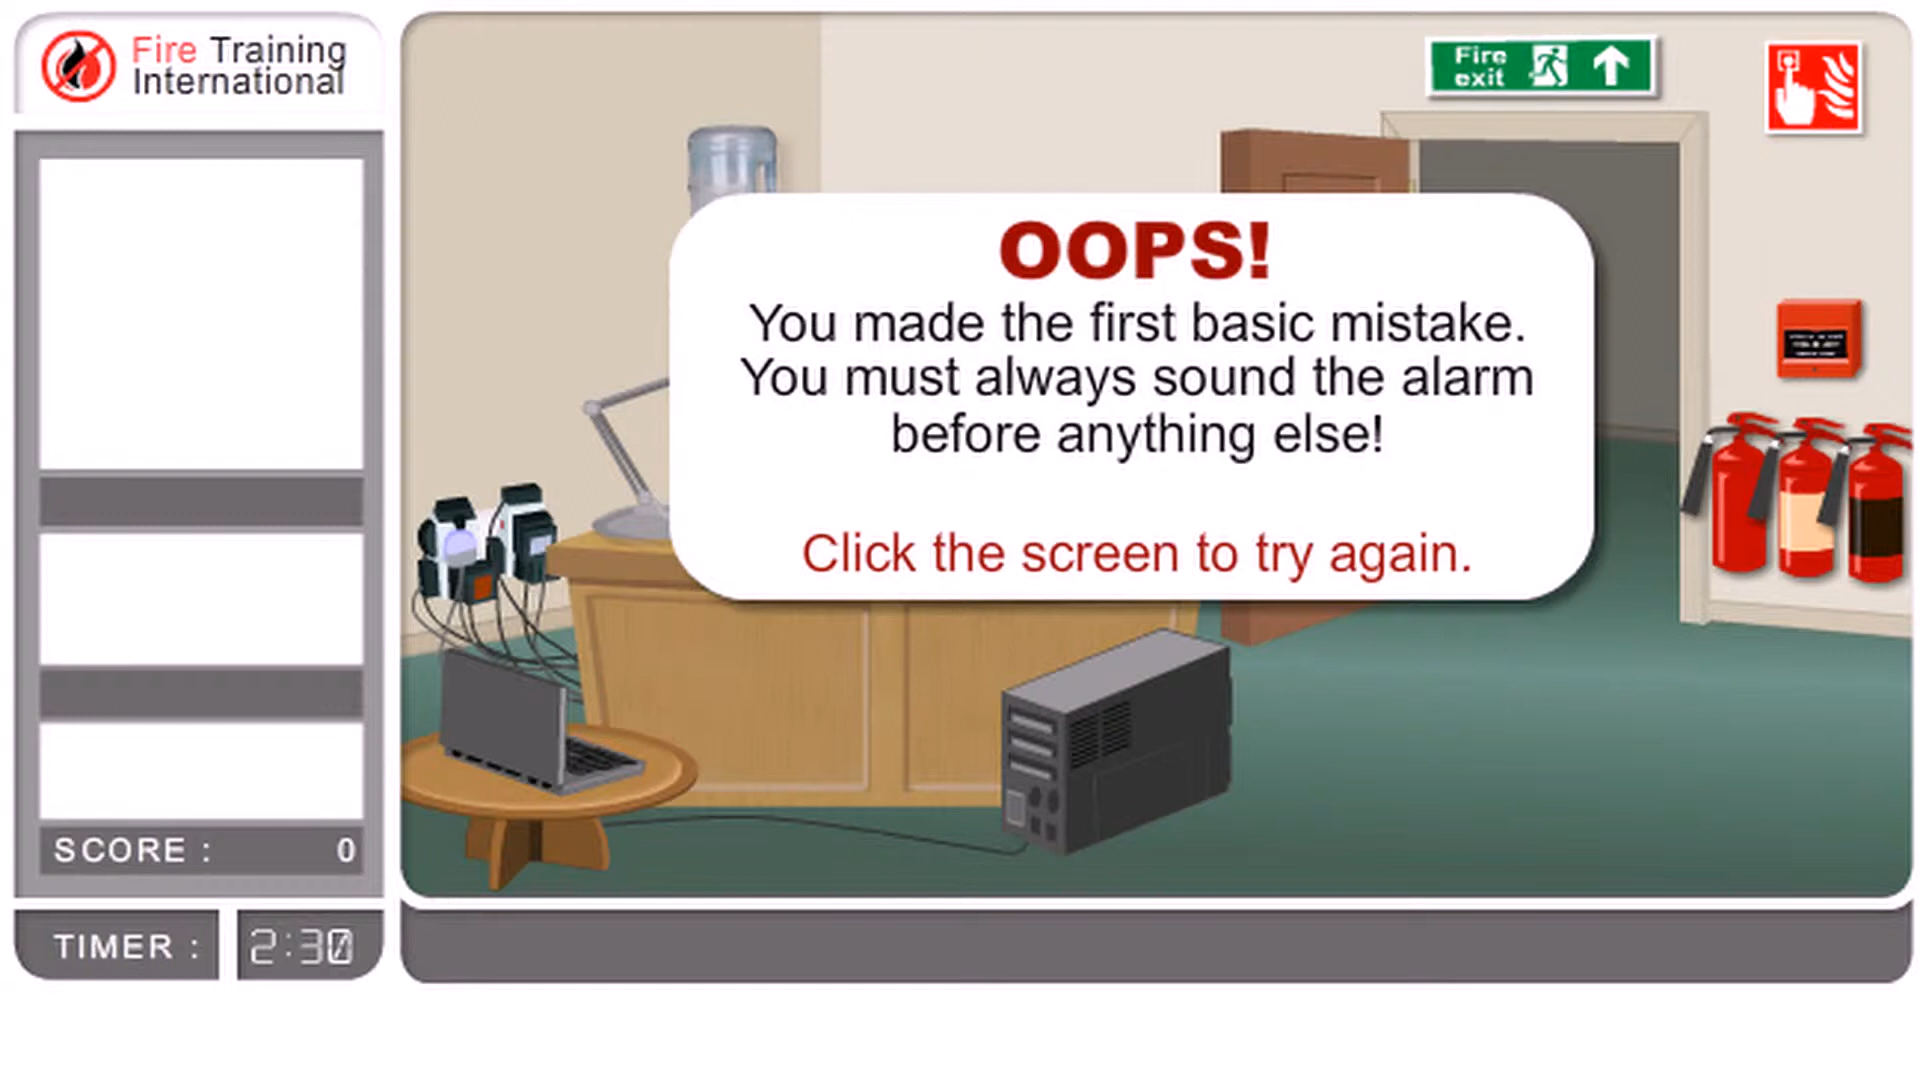 Fire Training
International
Fire
exit
OOPS!
You made the first basic mistake.
You must always sound the alarm
before anything else!
Click the screen to try again.
SCORE : 0
TIMER : 2:30